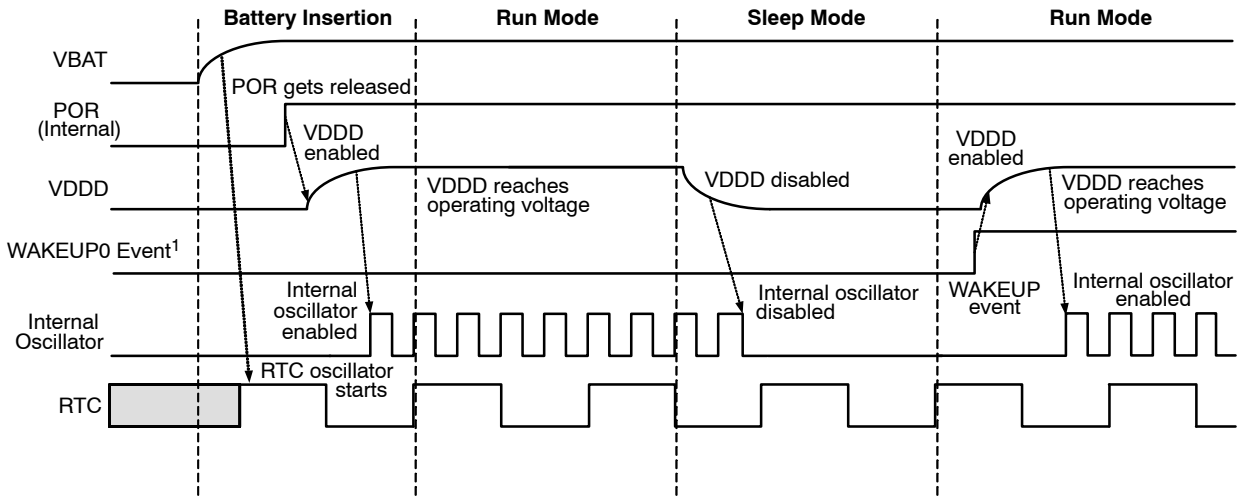 Battery Insertion Run Mode Sleep Mode Run Mode
VBAT
POR gets released
POR
(Internal)
VDDD
enabled
VDDD
enabled
VDDD
VDDD reaches
operating voltage
VDDD disabled
VDDD reaches
operating voltage
WAKEUP0 Event1
WAKEUP
event
Internal
oscillator
enabled
Internal oscillator
disabled
Internal oscillator
enabled
Internal
Oscillator
RTC oscillator
starts
RTC